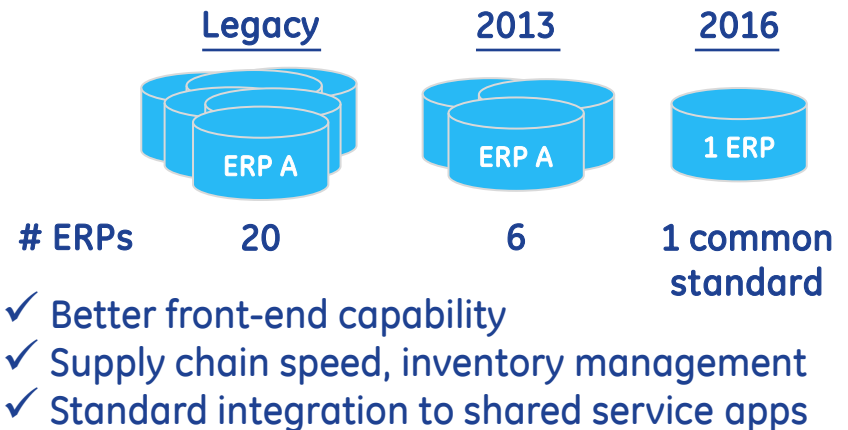 Legacy 2013 2016
ERP A ERP A 1 ERP
# ERPs 20 6 1 common
standard
✓ Better front-end capability
✓ Supply chain speed, inventory management
✓ Standard integration to shared service apps